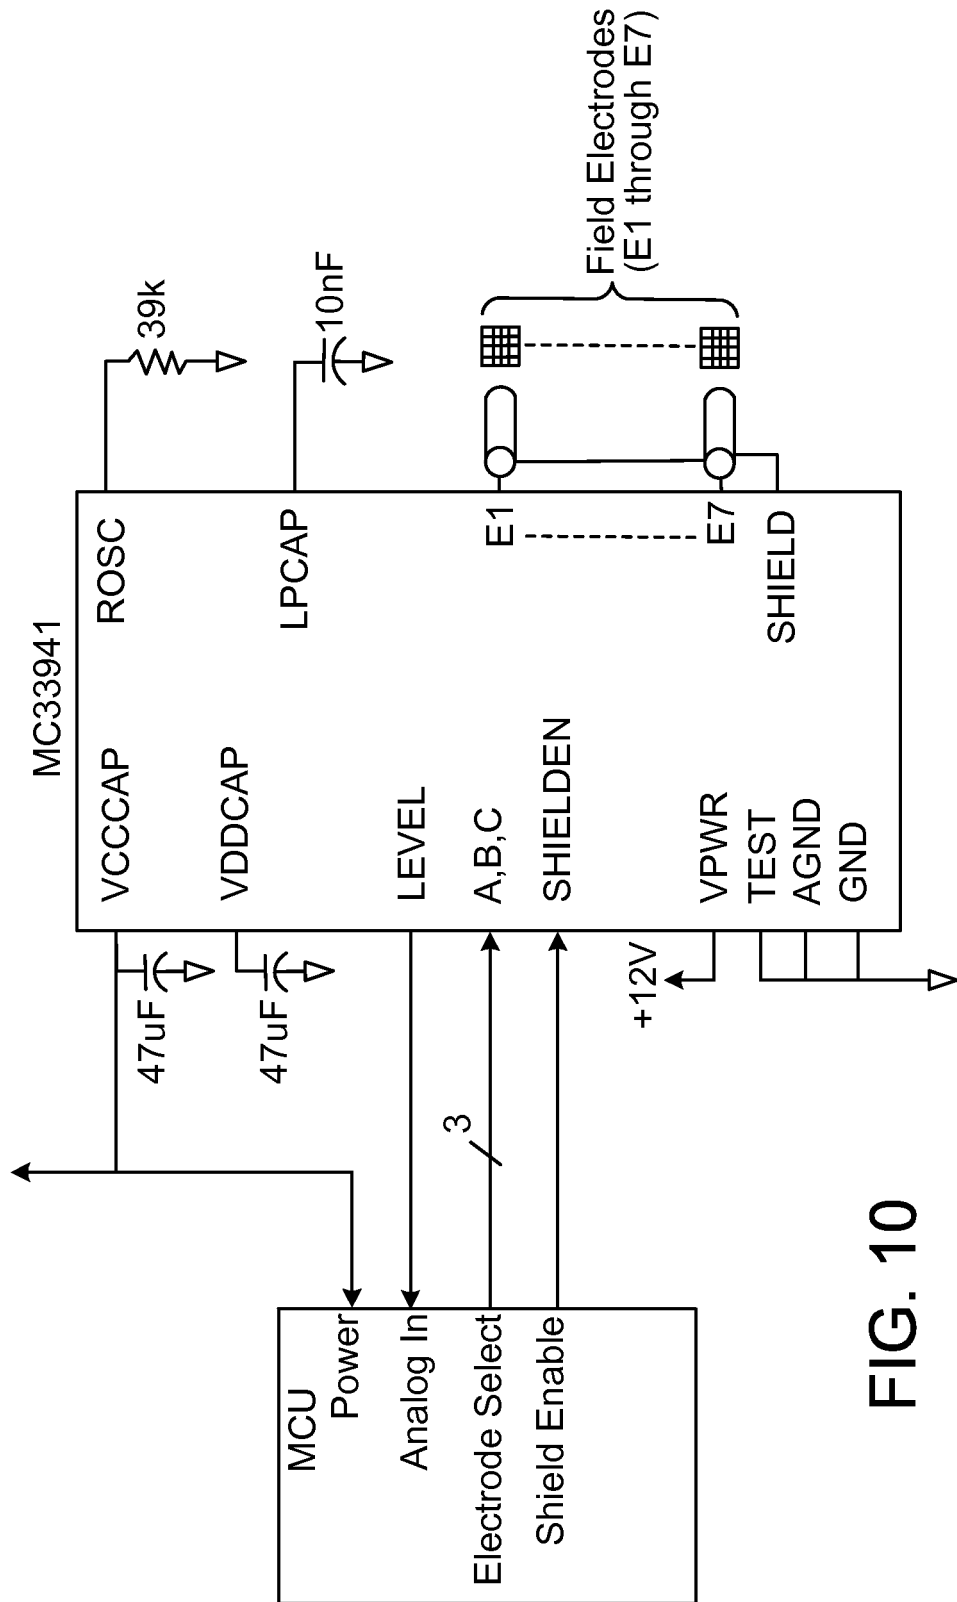 MC33941
MCU
Power
Analog In
Electrode Select
Shield Enable
3
47uF
47uF
+12V
VCCCAP
VDDCAP
LEVEL
A,B,C
SHIELDEN
VPWR
TEST
AGND
GND
ROSC
LPCAP
E1
E7
SHIELD
39k
10nF
Field Electrodes
(E1 through E7)
FIG. 10